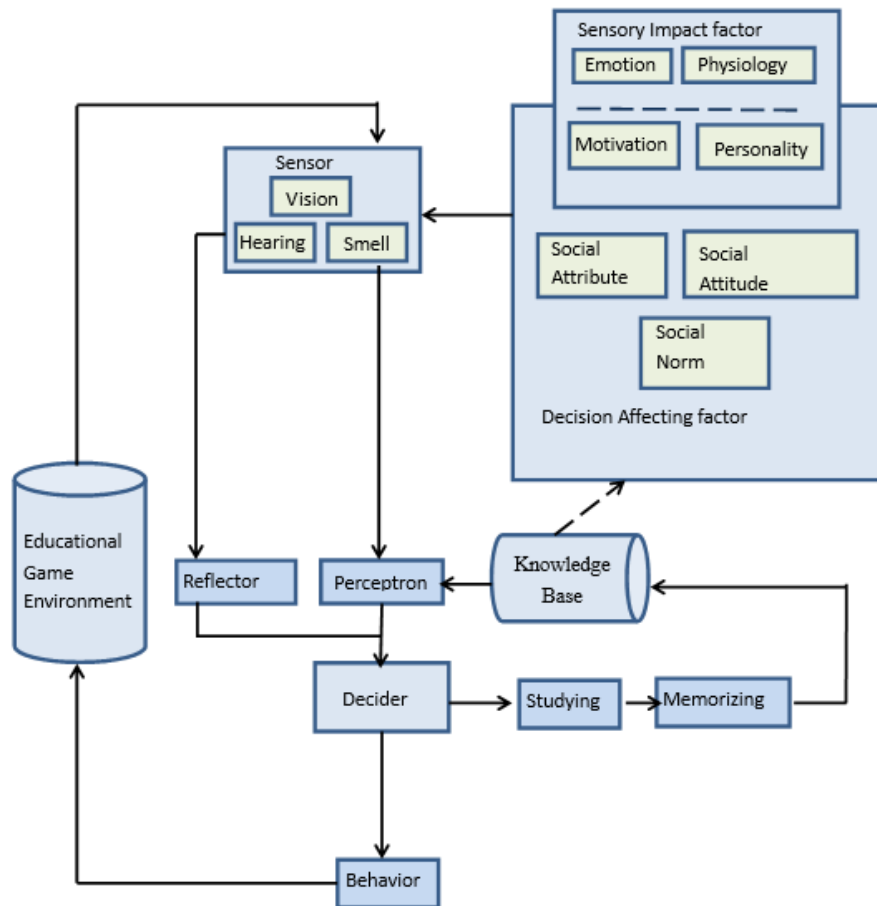 Sensory Impact factor
Emotion
Physiology
Motivation
Personality
Sensor
Vision
Hearing
Smell
Social
Attribute
Social
Attitude
Social
Norm
Decision Affecting factor
Educational
Game
Environment
Reflector
Perceptron
Knowledge
Base
Decider
Studying
Memorizing
Behavior